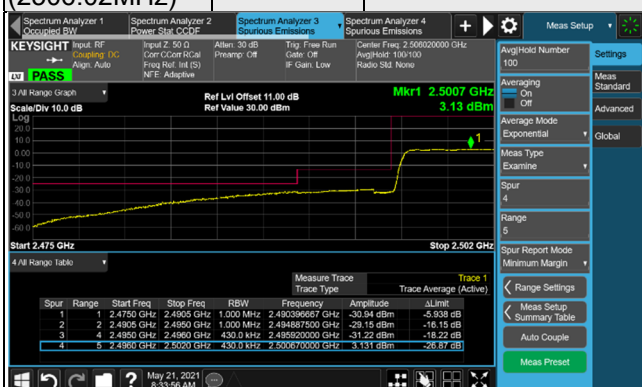 (2506.02MHz)
Spectrum Analyzer 1
Occupied BW
Spectrum Analyzer 2
Power Stat CCDF
Spectrum Analyzer 3
Spurious Emissions
Spectrum Analyzer 4
Spurious Emissions
+
Meas Setup
KEYSIGHT
Input: RF
Coupling: DC
Align: Auto
Input Z: 50 Ω
Corr CCorr RCal
Freq Ref: Int (S)
NFE: Adaptive
Atten: 30 dB
Preamp: Off
Trig: Free Run
Gate: Off
IF Gain: Low
Center Freq: 2.506020000 GHz
Avg|Hold: 100/100
Radio Std: None
LXI PASS
3 All Range Graph
Scale/Div 10.0 dB
Ref Lvl Offset 11.00 dB
Ref Value 30.00 dBm
Mkr1 2.5007 GHz
3.13 dBm
Log
20.0
10.0
0.00
-10.0
-20.0
-30.0
-40.0
-50.0
-60.0
1
Start 2.475 GHz
Stop 2.502 GHz
4 All Range Table
Measure Trace Trace 1
Trace Type Trace Average (Active)
Spur Range Start Freq Stop Freq RBW Frequency Amplitude ΔLimit
1 1 2.4750 GHz 2.4905 GHz 1.000 MHz 2.490396667 GHz -30.94 dBm -5.938 dB
2 2 2.4905 GHz 2.4950 GHz 1.000 MHz 2.494887500 GHz -29.15 dBm -16.15 dB
3 4 2.4950 GHz 2.4960 GHz 430.0 kHz 2.495920000 GHz -31.22 dBm -18.22 dB
4 5 2.4960 GHz 2.5020 GHz 430.0 kHz 2.500670000 GHz 3.131 dBm -26.87 dB
Avg|Hold Number
100
Averaging
On
Off
Average Mode
Exponential
Meas Type
Examine
Spur
4
Range
5
Spur Report Mode
Minimum Margin
Range Settings
Meas Setup
Summary Table
Auto Couple
Meas Preset
Settings
Meas
Standard
Advanced
Global
?
May 21, 2021
8:33:56 AM